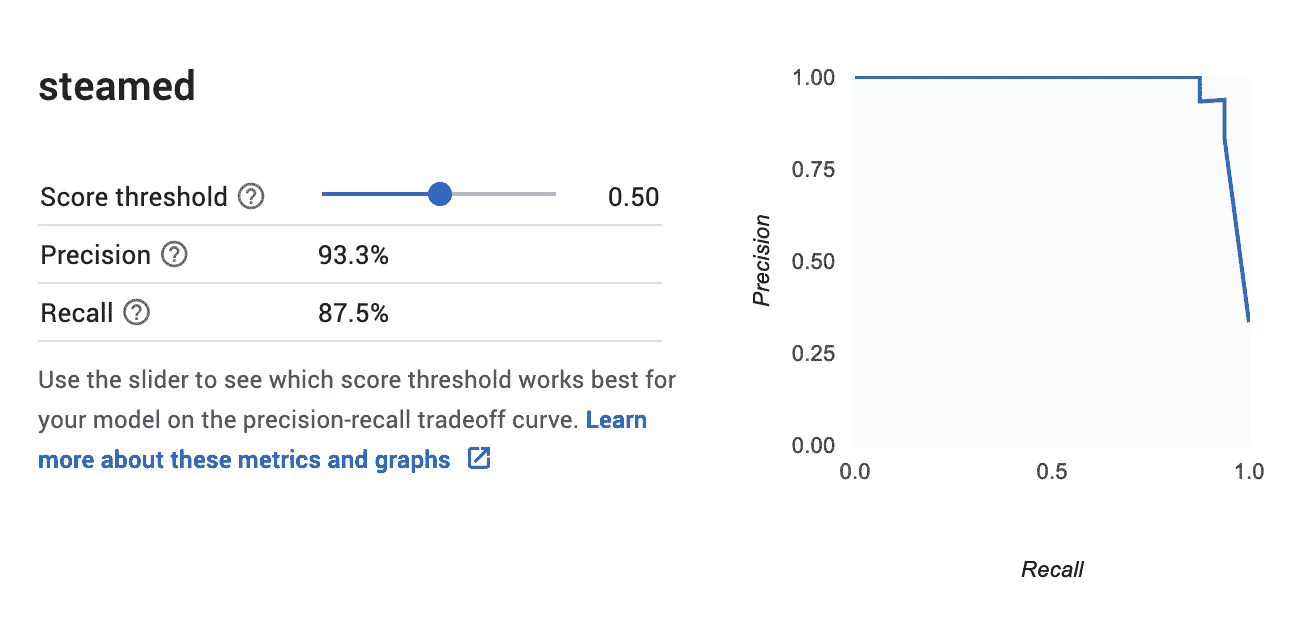 steamed
Score threshold ? 0.50
Precision ? 93.3%
Recall ? 87.5%
Use the slider to see which score threshold works best for
your model on the precision-recall tradeoff curve. Learn
more about these metrics and graphs
1.00
0.75
0.50
0.25
0.00
Precision
0.0 0.5 1.0
Recall